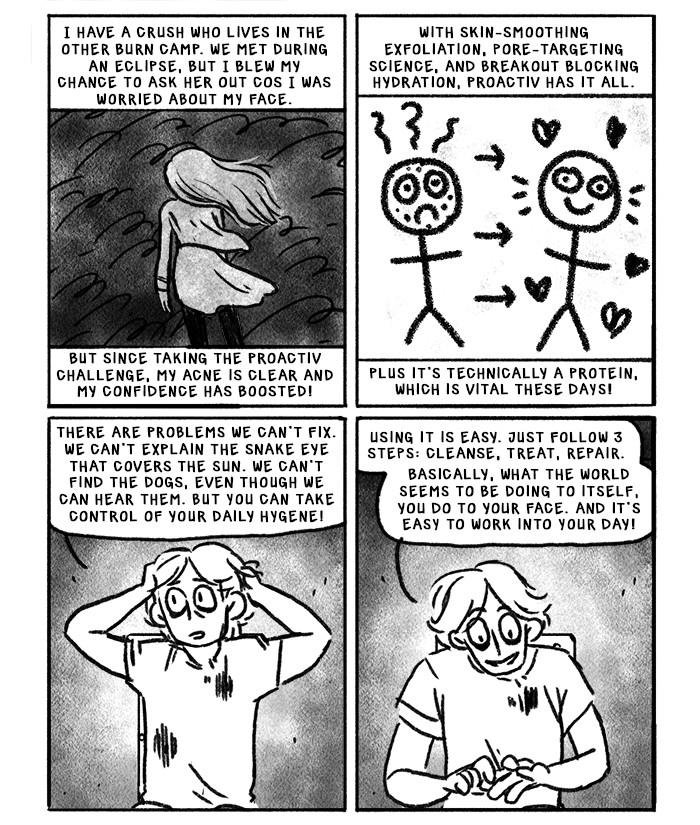 I HAVE A CRUSH WHO LIVES IN THE
OTHER BURN CAMP. WE MET DURING
AN ECLIPSE, BUT I BLEW MY
CHANCE TO ASK HER OUT COS I WAS
WORRIED ABOUT MY FACE.
BUT SINCE TAKING THE PROACTIV
CHALLENGE, MY ACNE IS CLEAR AND
MY CONFIDENCE HAS BOOSTED!
WITH SKIN-SMOOTHING
EXFOLIATION, PORE-TARGETING
SCIENCE, AND BREAKOUT BLOCKING
HYDRATION, PROACTIV HAS IT ALL.
PLUS IT'S TECHNICALLY A PROTEIN,
WHICH IS VITAL THESE DAYS!
THERE ARE PROBLEMS WE CAN'T FIX.
WE CAN'T EXPLAIN THE SNAKE EYE
THAT COVERS THE SUN. WE CAN'T
FIND THE DOGS, EVEN THOUGH WE
CAN HEAR THEM. BUT YOU CAN TAKE
CONTROL OF YOUR DAILY HYGENE!
USING IT IS EASY. JUST FOLLOW 3
STEPS: CLEANSE, TREAT, REPAIR.
BASICALLY, WHAT THE WORLD
SEEMS TO BE DOING TO ITSELF,
YOU DO TO YOUR FACE. AND IT'S
EASY TO WORK INTO YOUR DAY!